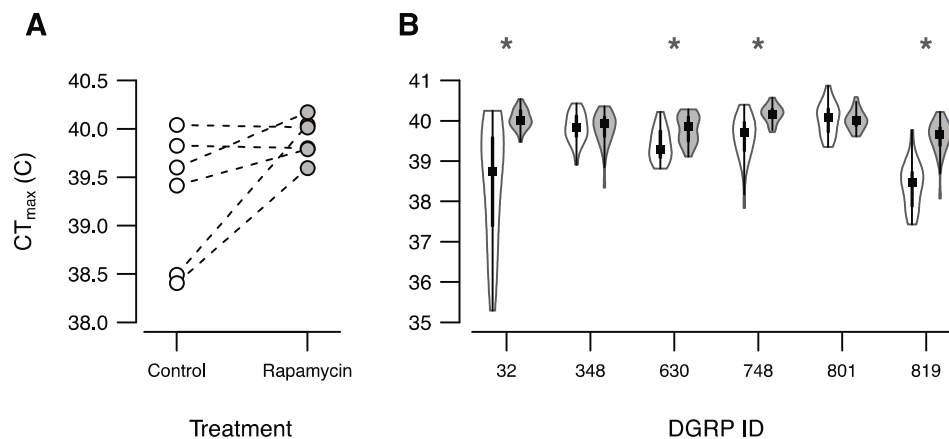 A
CTmax (C)
40.5
40.0
39.5
39.0
38.5
38.0
Control
Rapamycin
Treatment
B
* * * *
41
40
39
38
37
36
35
32 348 630 748 801 819
DGRP ID